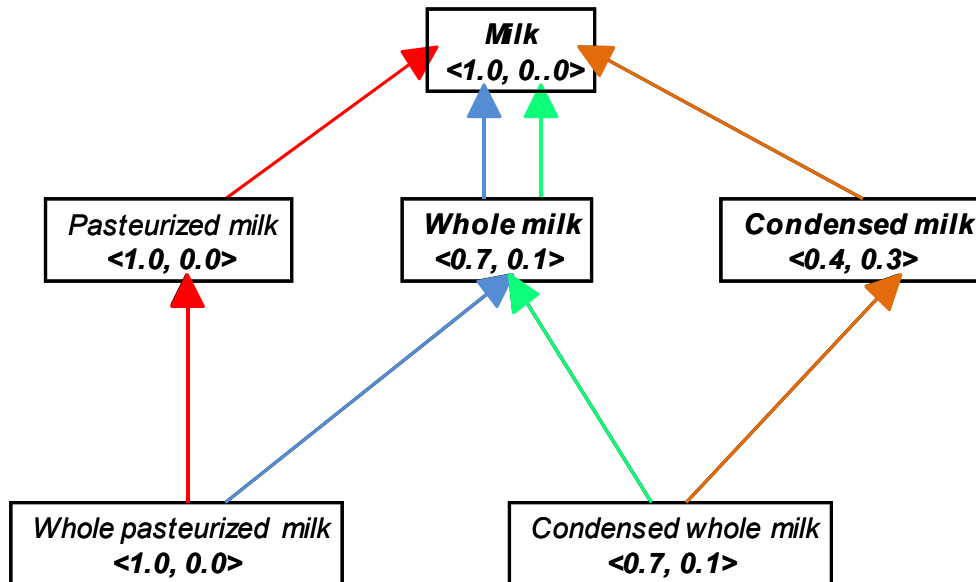 Milk
<1.0, 0..0>
Pasteurized milk
<1.0, 0.0>
Whole milk
<0.7, 0.1>
Condensed milk
<0.4, 0.3>
Whole pasteurized milk
<1.0, 0.0>
Condensed whole milk
<0.7, 0.1>